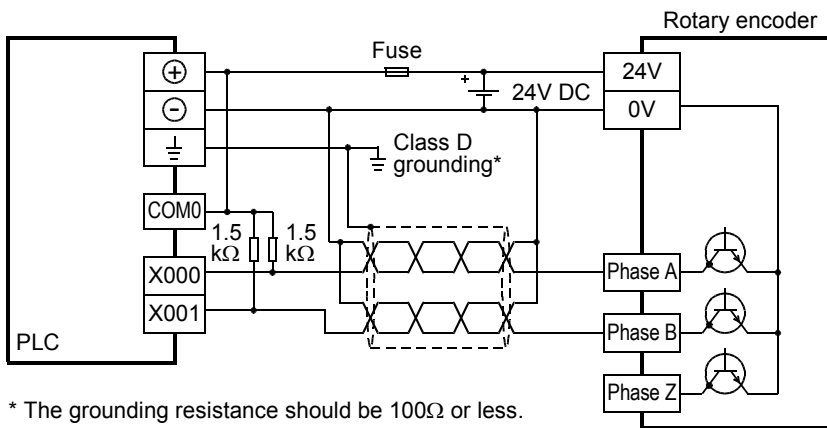 Rotary encoder
Fuse
+
24V DC
24V
0V
Class D
grounding*
COM0
1.5
kΩ
1.5
kΩ
X000
X001
PLC
Phase A
Phase B
Phase Z
* The grounding resistance should be 100Ω or less.